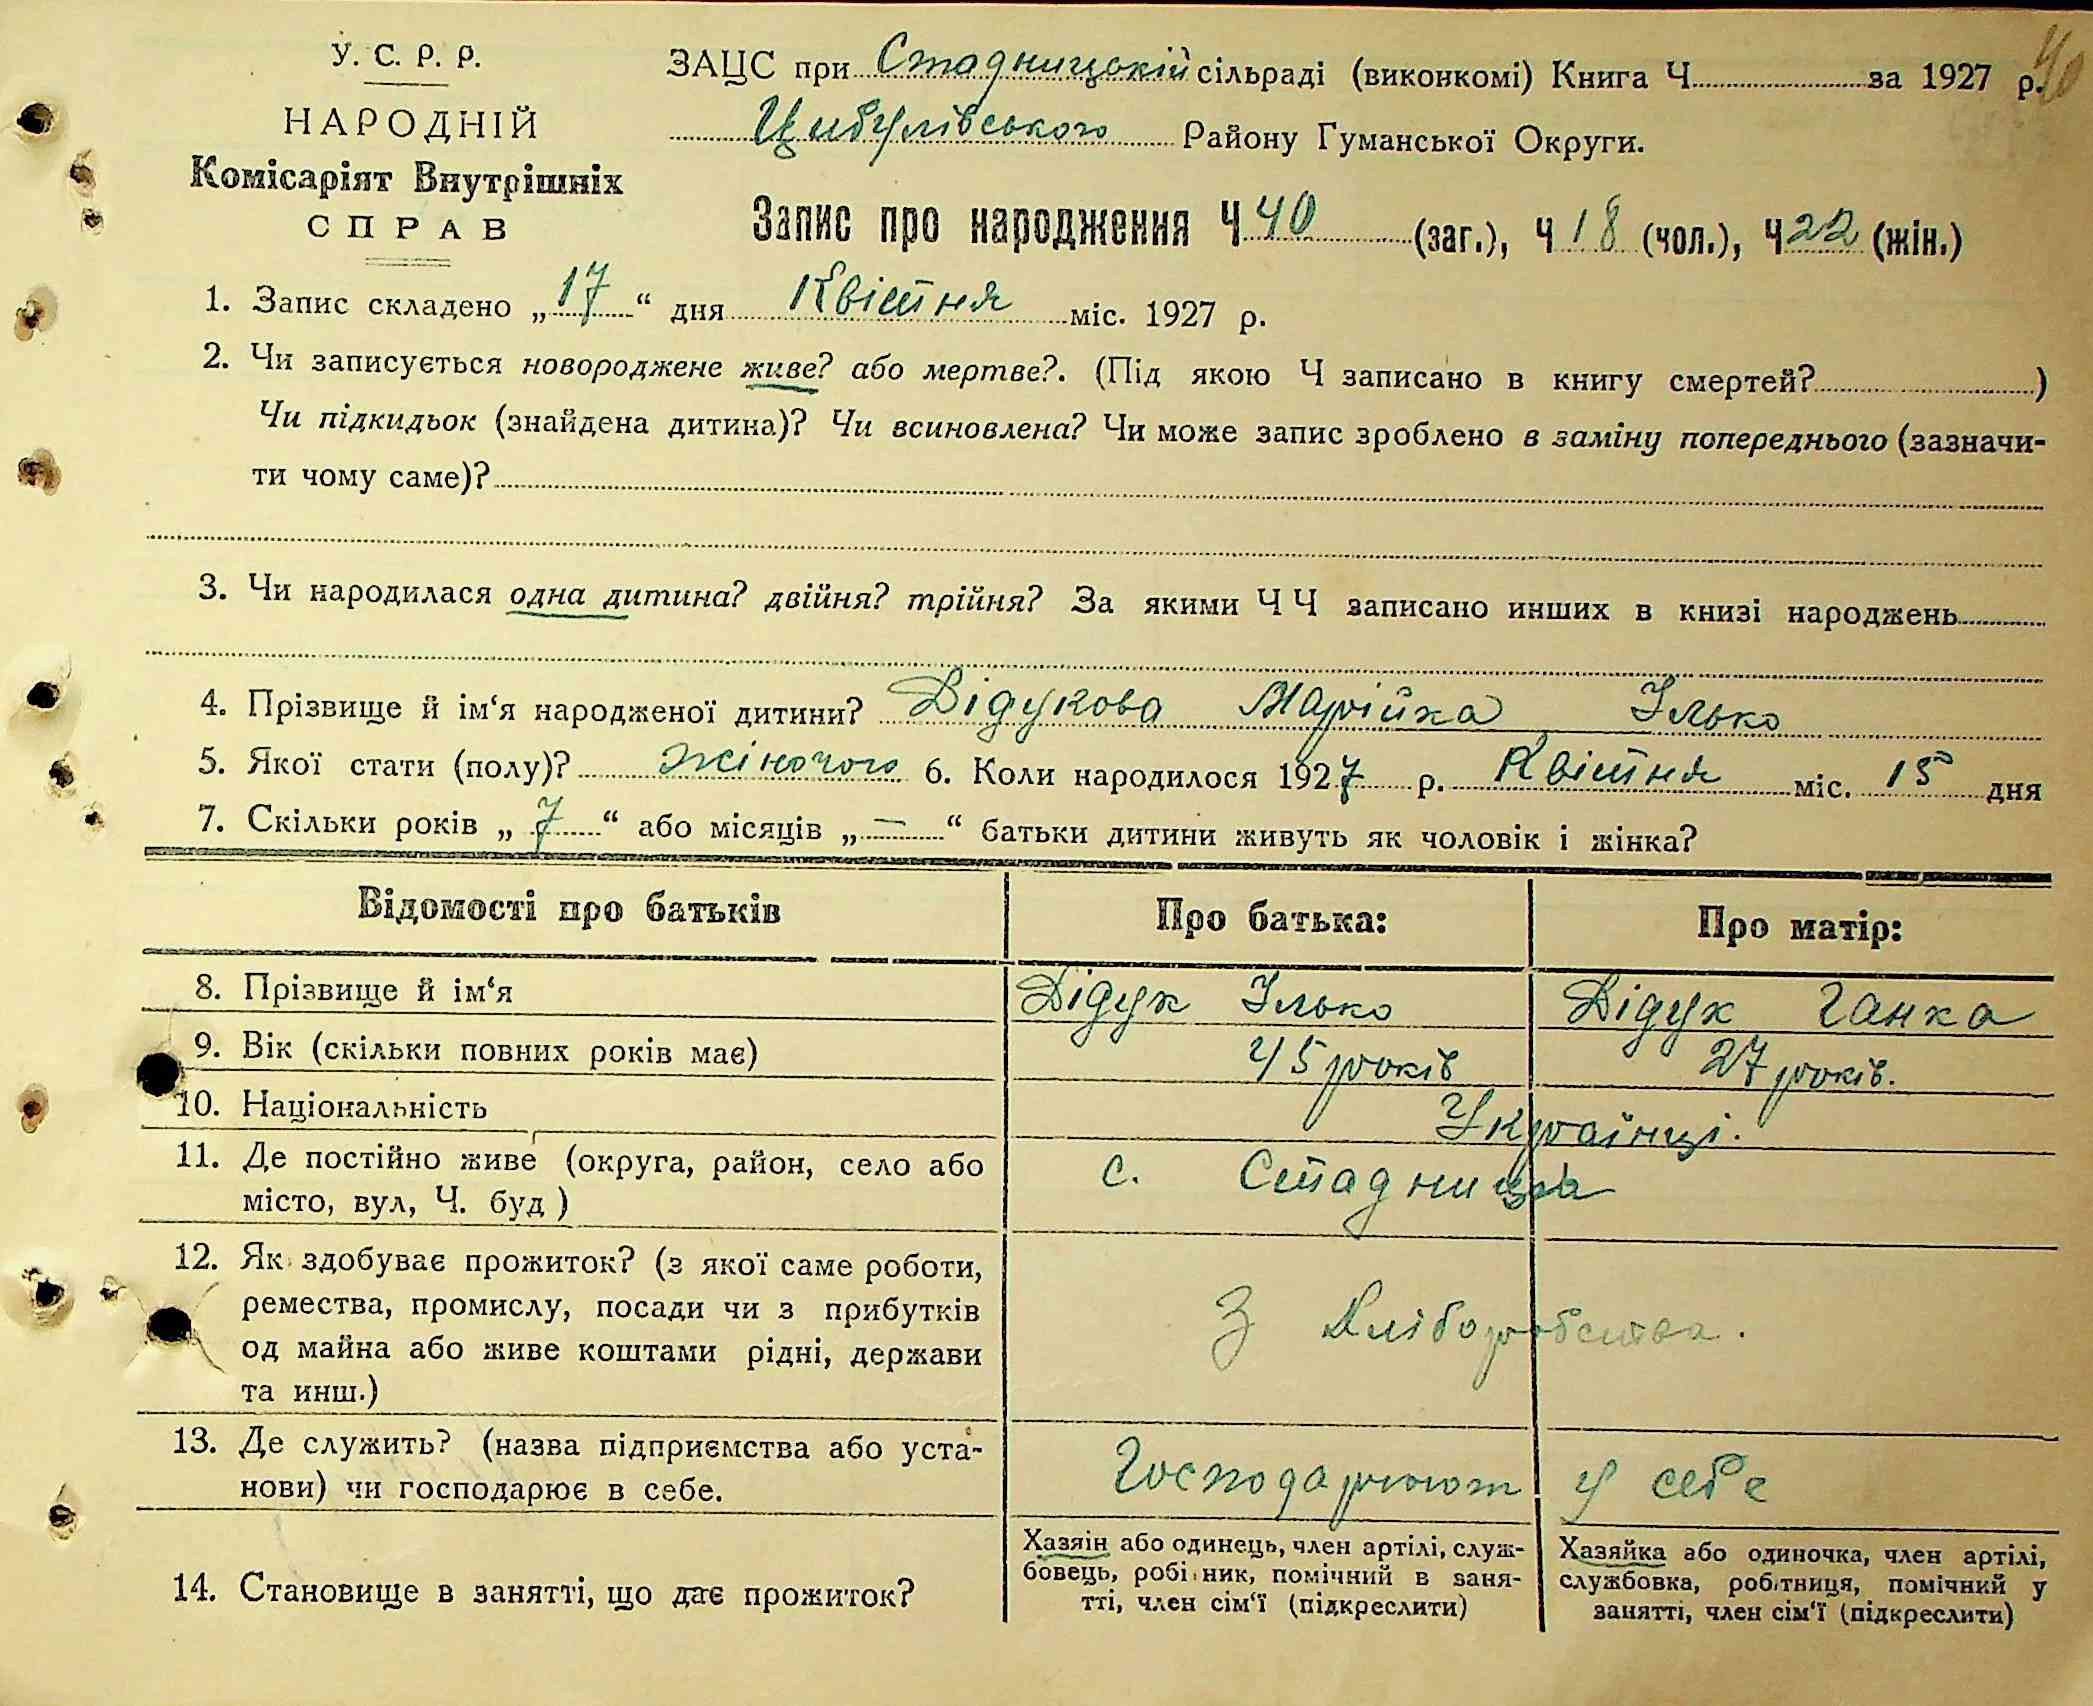 У. С. Р. Р.
НАРОДНІЙ
Комісаріят Внутрішніх
СПРАВ
40
ЗАЦС при Стадницькій сільраді (виконкомі) Книга Ч. за 1927 р.
Цибулівського Району Гуманської Округи.
Запис про народження Ч 40 (заг.), Ч 18 (чол.), Ч 22 (жін.)
1. Запис складено „17“ дня Квітня міс. 1927 р.
2. Чи записується новороджене живе? або мертве?. (Під якою Ч записано в книгу смертей? )
Чи підкидьок (знайдена дитина)? Чи всиновлена? Чи може запис зроблено в заміну попереднього (зазначи-
ти чому саме)?
3. Чи народилася одна дитина? двійня? трійня? За якими Ч Ч записано инших в книзі народжень
4. Прізвище й ім‘я народженої дитини? Дідукова Марійка Ілько
5. Якої стати (полу)? жіночого 6. Коли народилося 1927 р. Квітня міс. 15 дня
7. Скільки років „7“ або місяців „—“ батьки дитини живуть як чоловік і жінка?
Відомості про батьків Про батька: Про матір:
8. Прізвище й ім‘я Дідук Ілько Дідук Ганка
9. Вік (скільки повних років має) 45 років 27 років.
10. Національність Українці.
11. Де постійно живе (округа, район, село або
місто, вул, Ч. буд ) с. Стадниця
12. Як здобуває прожиток? (з якої саме роботи,
ремества, промислу, посади чи з прибутків
од майна або живе коштами рідні, держави
та инш.)
З Хліборобства.
13. Де служить? (назва підприємства або уста-
нови) чи господарює в себе.
Господарюют у себе
14. Становище в занятті, що дає прожиток?
Хазяін або одинець, член артілі, служ-
бовець, робі ник, помічний в заня-
тті, член сім‘ї (підкреслити)
Хазяйка або одиночка, член артілі,
службовка, робітниця, помічний у
занятті, член сім‘ї (підкреслити)